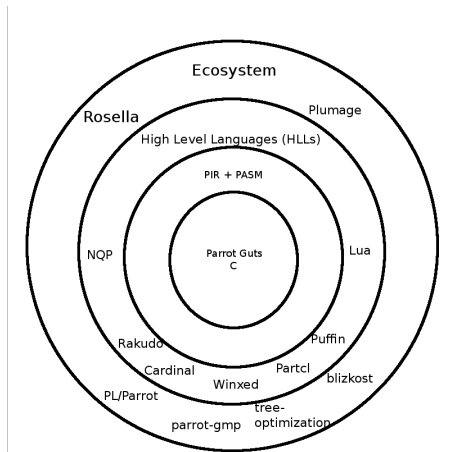 Ecosystem
Rosella
Plumage
High Level Languages (HLLs)
PIR + PASM
NQP
Parrot Guts
C
Lua
Rakudo
Puffin
Cardinal
Partcl
Winxed
blizkost
PL/Parrot
parrot-gmp
tree-
optimization